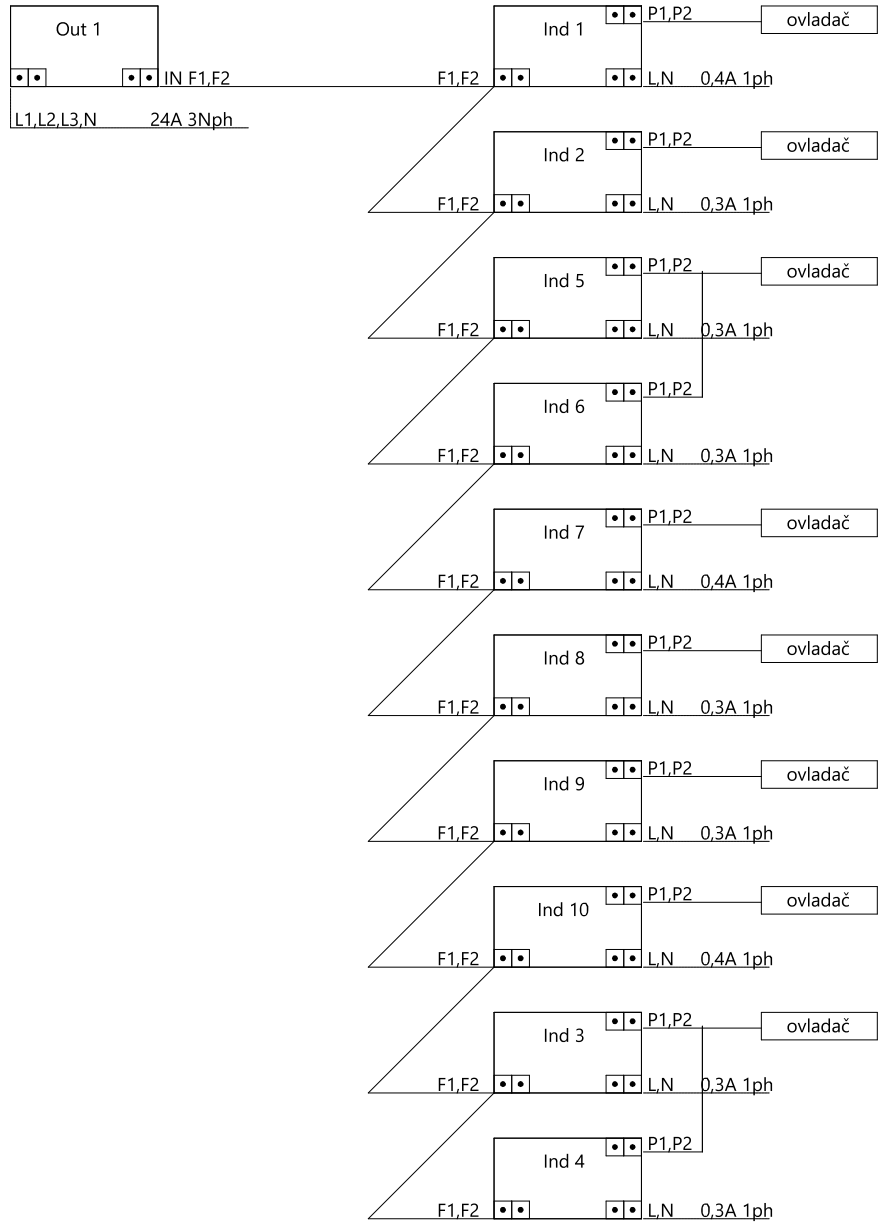 Out 1
IN F1,F2
L1,L2,L3,N 24A 3Nph
Ind 1
P1,P2
ovladač
F1,F2
L,N 0,4A 1ph
Ind 2
P1,P2
ovladač
F1,F2
L,N 0,3A 1ph
Ind 5
P1,P2
ovladač
F1,F2
L,N 0,3A 1ph
Ind 6
P1,P2
F1,F2
L,N 0,3A 1ph
Ind 7
P1,P2
ovladač
F1,F2
L,N 0,4A 1ph
Ind 8
P1,P2
ovladač
F1,F2
L,N 0,3A 1ph
Ind 9
P1,P2
ovladač
F1,F2
L,N 0,3A 1ph
Ind 10
P1,P2
ovladač
F1,F2
L,N 0,4A 1ph
Ind 3
P1,P2
ovladač
F1,F2
L,N 0,3A 1ph
Ind 4
P1,P2
F1,F2
L,N 0,3A 1ph